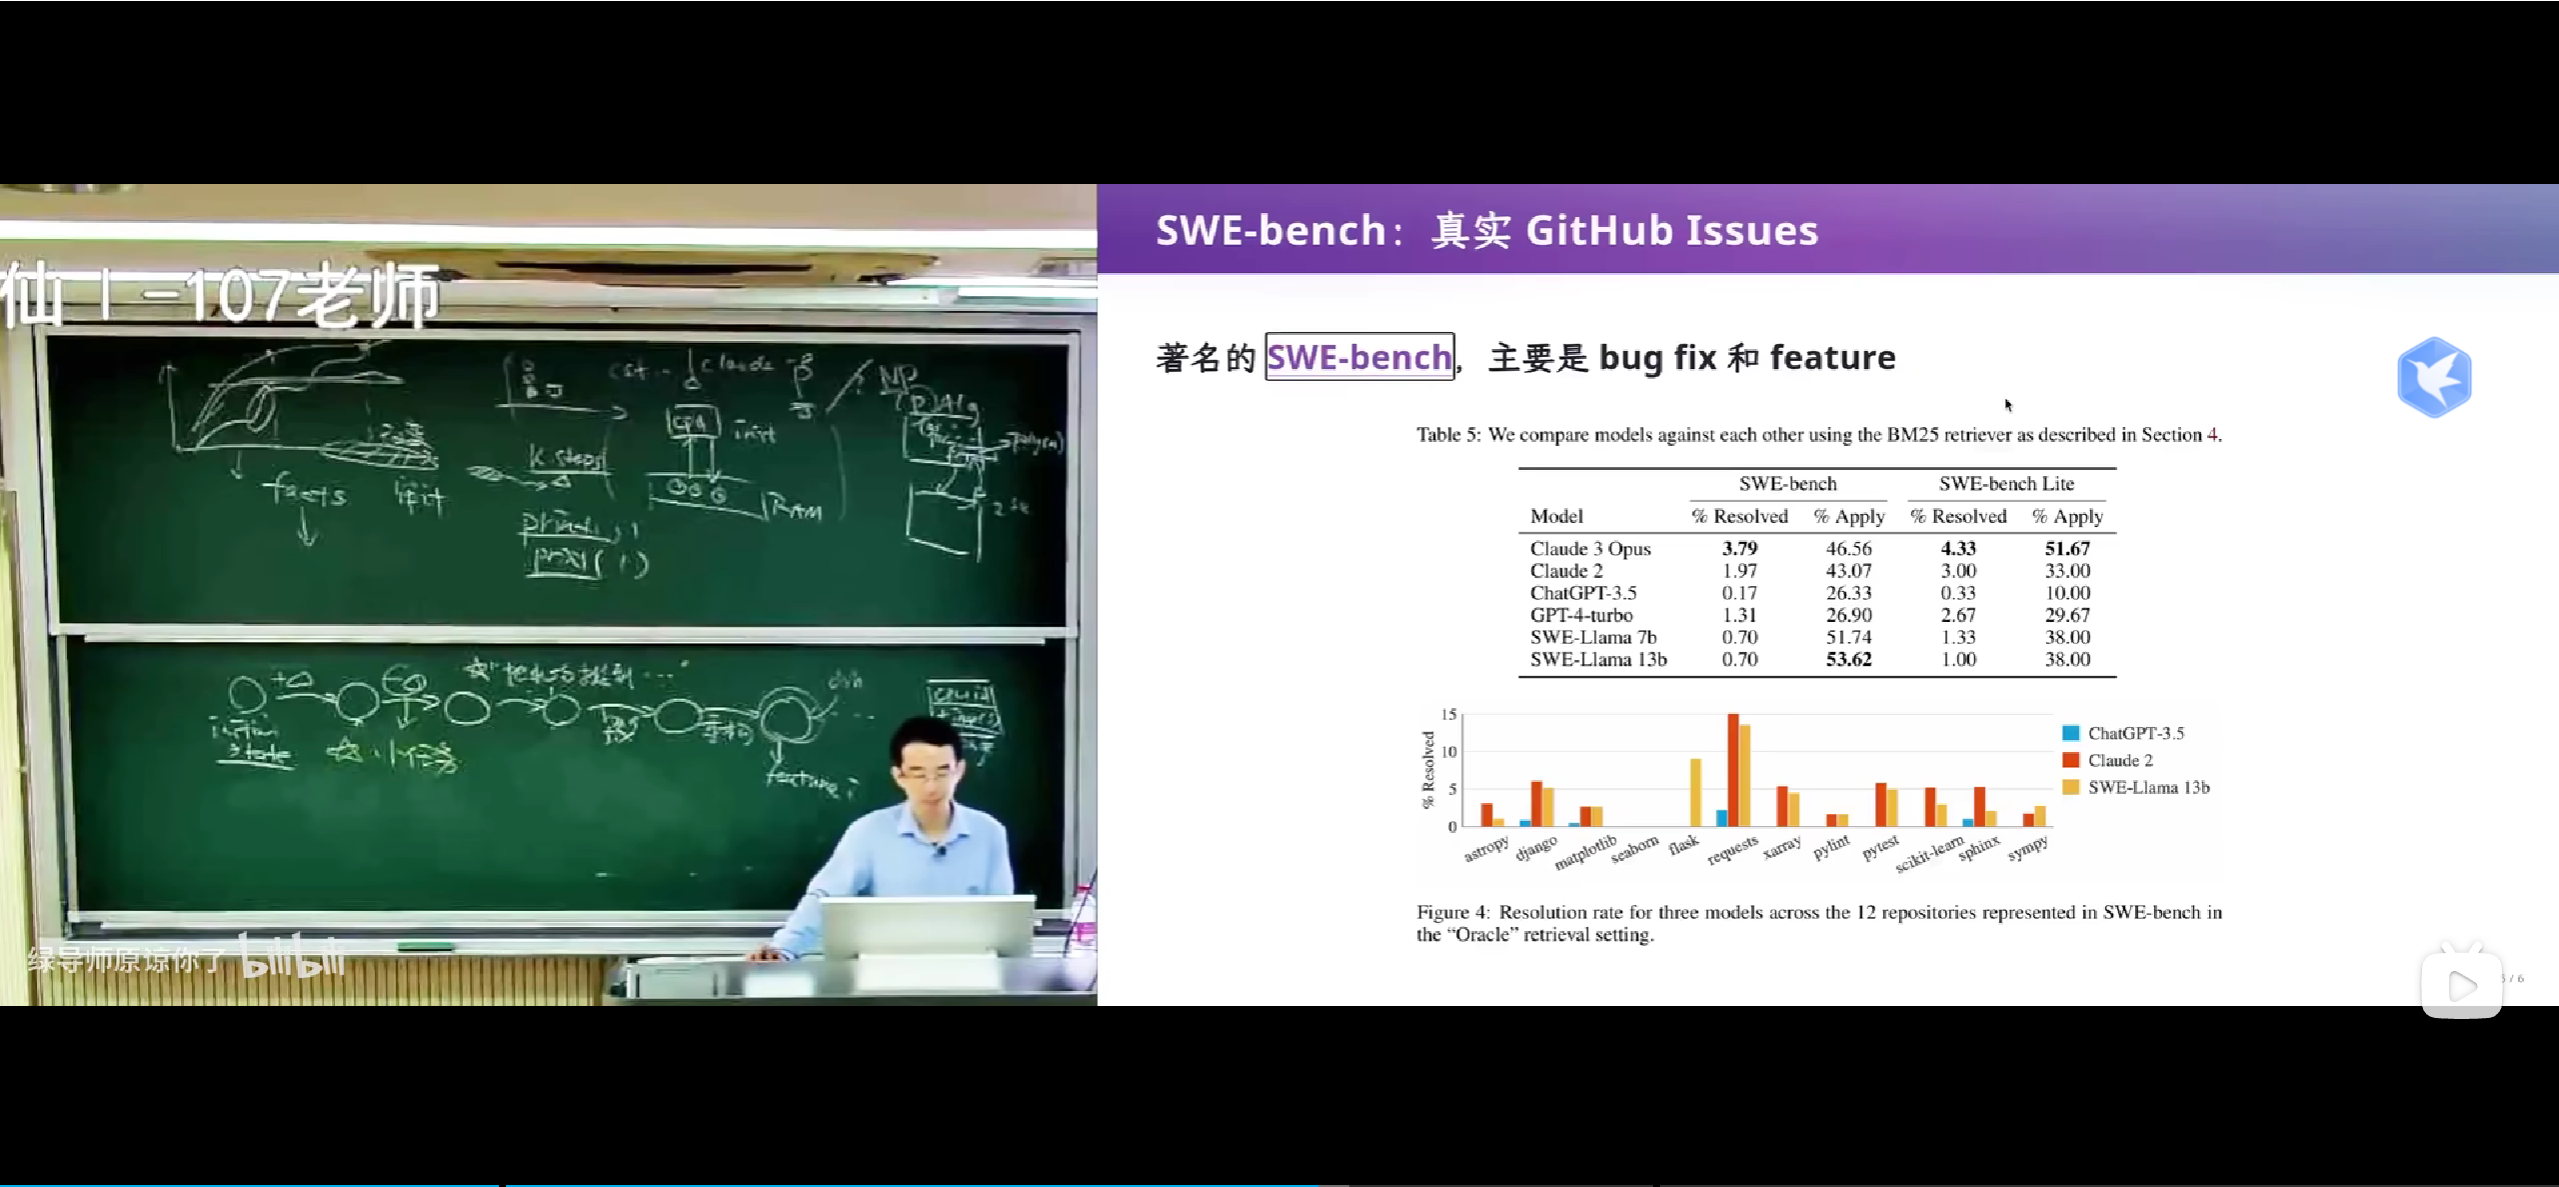 仙Ⅰ-107老师
claude
NP
K steps
init
facts
init
RAM
initial
state
feature
绿导师原谅你了 bilibili
SWE-bench：真实 GitHub Issues
著名的 SWE-bench，主要是 bug fix 和 feature
Table 5: We compare models against each other using the BM25 retriever as described in Section 4.
SWE-bench SWE-bench Lite
Model % Resolved % Apply % Resolved % Apply
Claude 3 Opus 3.79 46.56 4.33 51.67
Claude 2 1.97 43.07 3.00 33.00
ChatGPT-3.5 0.17 26.33 0.33 10.00
GPT-4-turbo 1.31 26.90 2.67 29.67
SWE-Llama 7b 0.70 51.74 1.33 38.00
SWE-Llama 13b 0.70 53.62 1.00 38.00
% Resolved
15
10
5
0
astropy django matplotlib seaborn flask requests xarray pylint pytest scikit-learn sphinx sympy
ChatGPT-3.5
Claude 2
SWE-Llama 13b
Figure 4: Resolution rate for three models across the 12 repositories represented in SWE-bench in
the “Oracle” retrieval setting.
/ 6